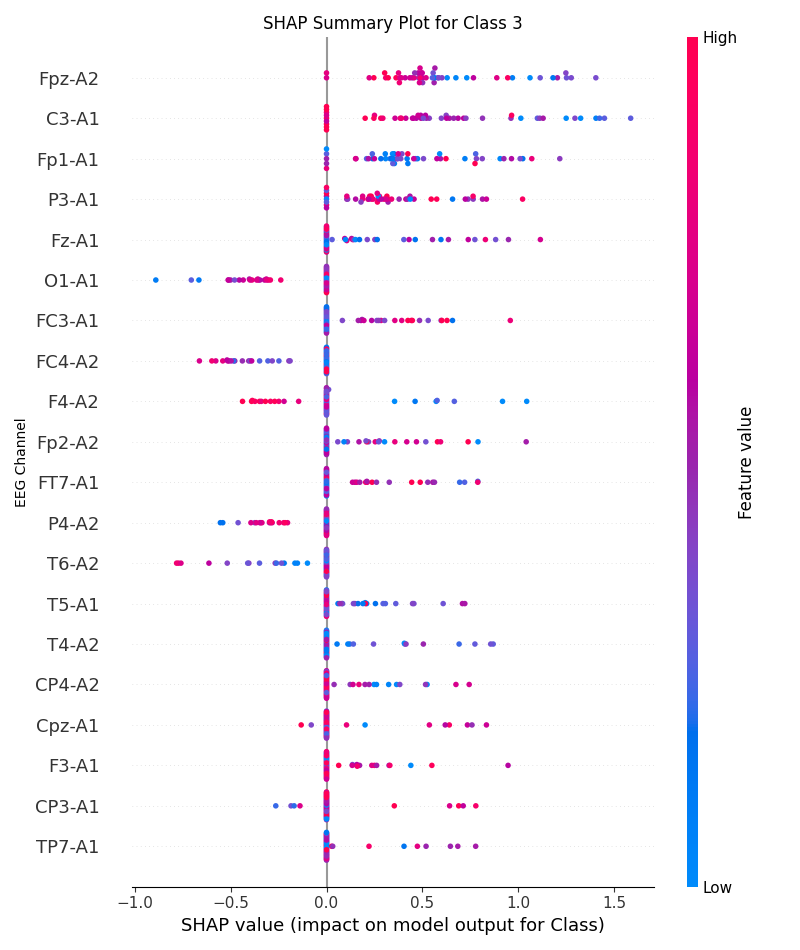 SHAP Summary Plot for Class 3
High
Fpz-A2
C3-A1
Fp1-A1
P3-A1
Fz-A1
O1-A1
FC3-A1
FC4-A2
F4-A2
Fp2-A2
FT7-A1
P4-A2
T6-A2
T5-A1
T4-A2
CP4-A2
Cpz-A1
F3-A1
CP3-A1
TP7-A1
EEG Channel
Feature value
Low
−1.0 −0.5 0.0 0.5 1.0 1.5
SHAP value (impact on model output for Class)